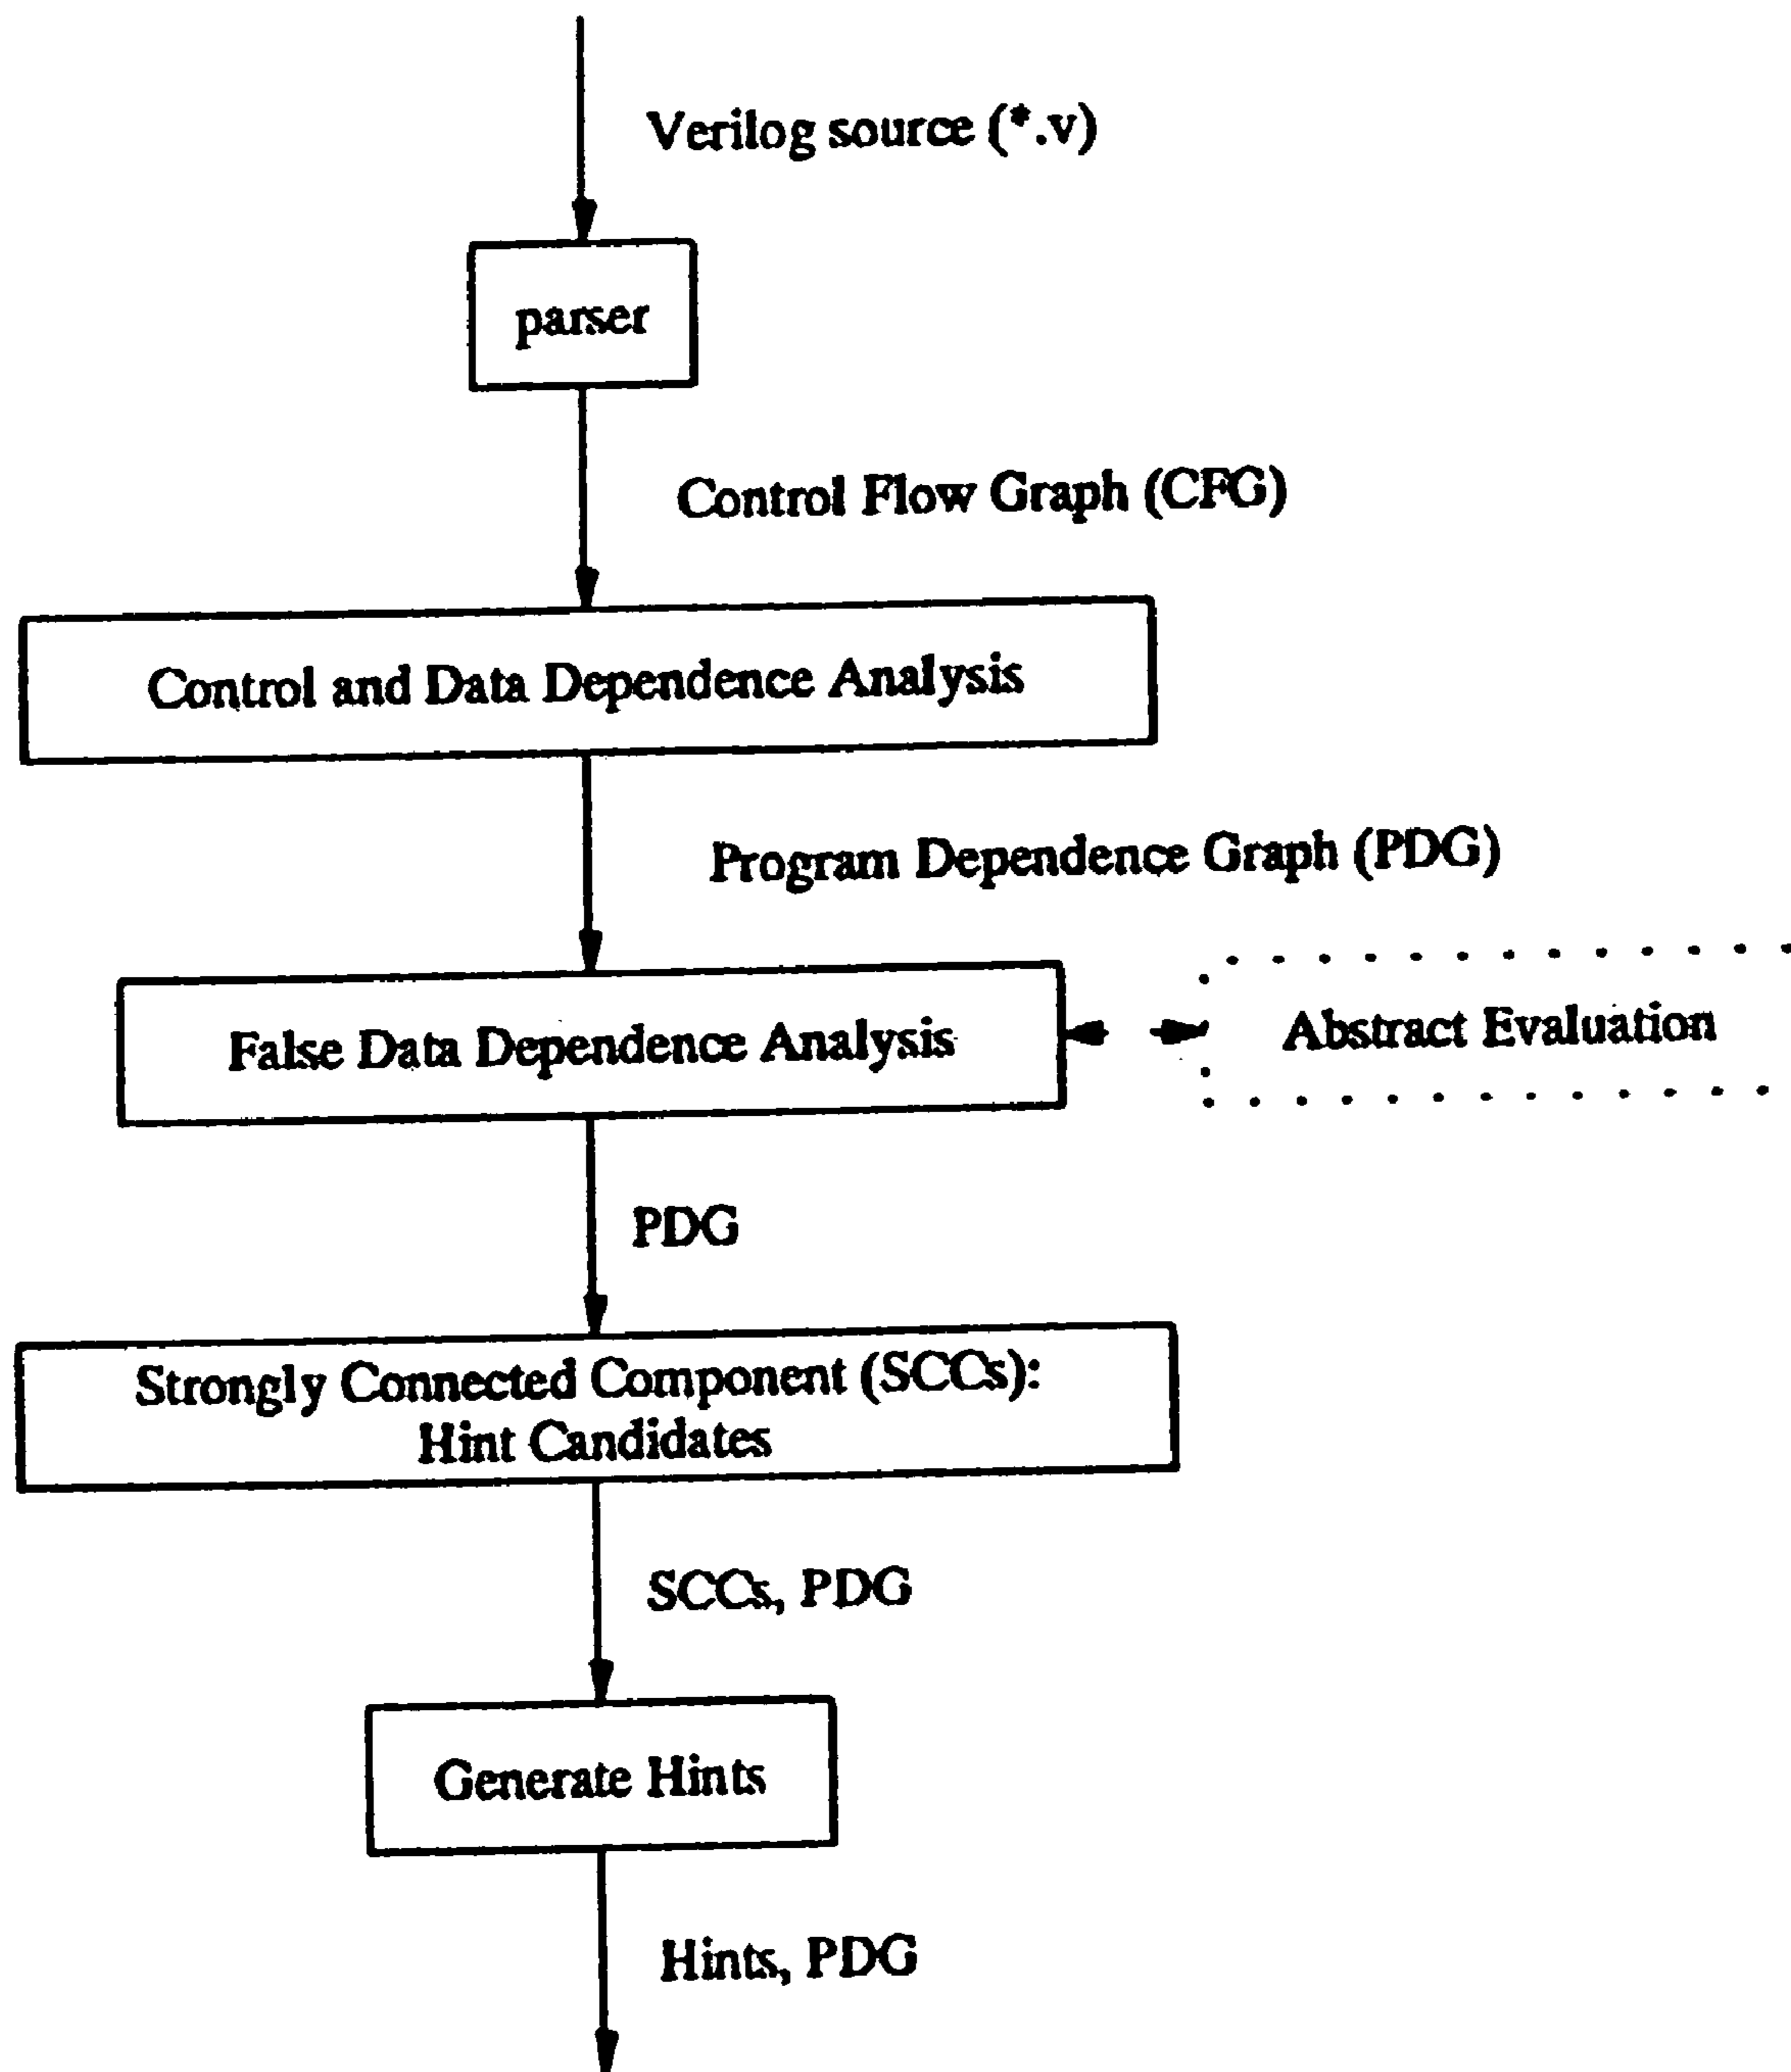 Verilog source (*.v)
parser
Control Flow Graph (CFG)
Control and Data Dependence Analysis
Program Dependence Graph (PDG)
False Data Dependence Analysis
Abstract Evaluation
PDG
Strongly Connected Component (SCCs):
Hint Candidates
SCCs, PDG
Generate Hints
Hints, PDG